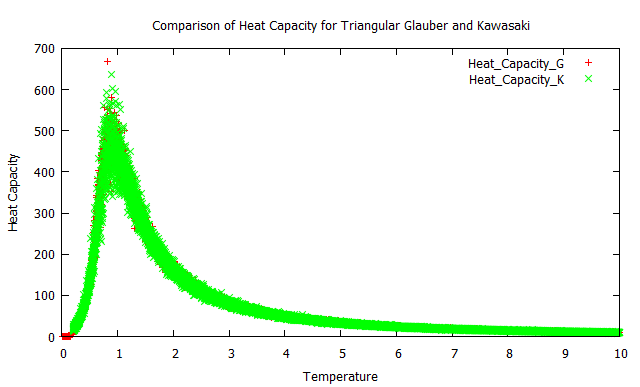 Comparison of Heat Capacity for Triangular Glauber and Kawasaki
700
600
500
400
300
200
100
0
Heat Capacity
Heat_Capacity_G
Heat_Capacity_K
0 1 2 3 4 5 6 7 8 9 10
Temperature